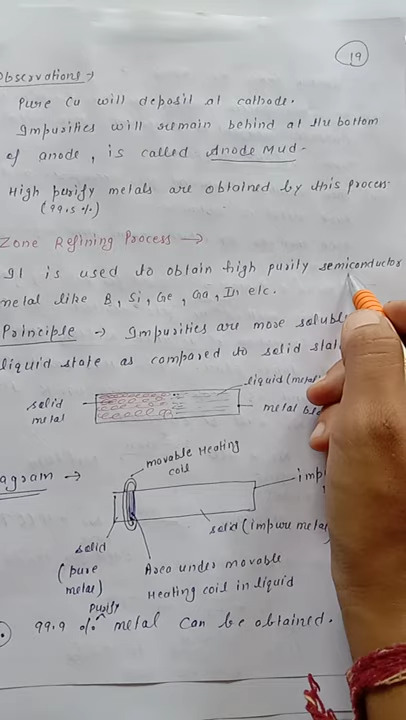 19
Observations →
Pure Cu will deposit at cathode.
Impurities will remain behind at the bottom
of anode, is called Anode Mud.
High purity metals are obtained by this process
(99.5%)
Zone Refining Process →
It is used to obtain high purity semiconductor
metal like B, Si, Ge, Ga, In etc.
Principle → Impurities are more soluble
liquid state as compared to solid
solid metal
liquid (metal
metal
Diagram →
movable Heating coil
solid (impure metal
solid (pure metal)
Area under movable Heating coil in liquid
99.9 % Purity metal can be obtained.